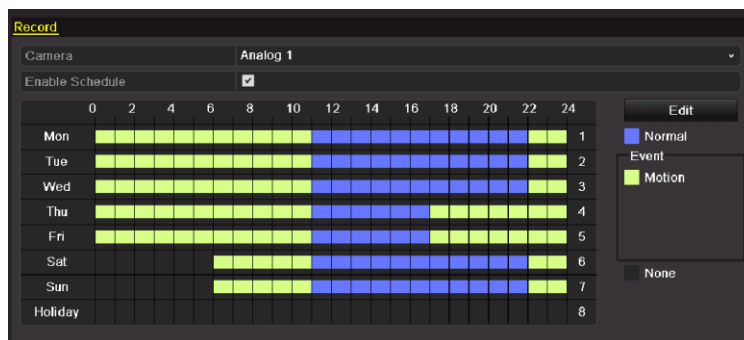 Record
Camera Analog 1
Enable Schedule
0 2 4 6 8 10 12 14 16 18 20 22 24
Edit
Mon 1
Normal
Tue 2
Event
Motion
Wed 3
Thu 4
Fri 5
Sat 6
None
Sun 7
Holiday 8